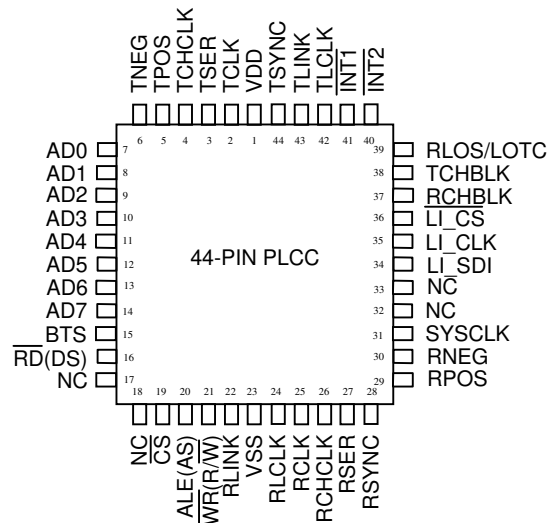 TNEG
TPOS
TCHCLK
TSER
TCLK
VDD
TSYNC
TLINK
TLCLK
INT1
INT2
6
5
4
3
2
1
44
43
42
41
40
AD0 7
AD1 8
AD2 9
AD3 10
AD4 11
AD5 12
AD6 13
AD7 14
BTS 15
RD(DS) 16
NC 17
44-PIN PLCC
39 RLOS/LOTC
38 TCHBLK
37 RCHBLK
36 LI_CS
35 LI_CLK
34 LI_SDI
33 NC
32 NC
31 SYSCLK
30 RNEG
29 RPOS
18
19
20
21
22
23
24
25
26
27
28
NC
CS
ALE(AS)
WR(R/W)
RLINK
VSS
RLCLK
RCLK
RCHCLK
RSER
RSYNC